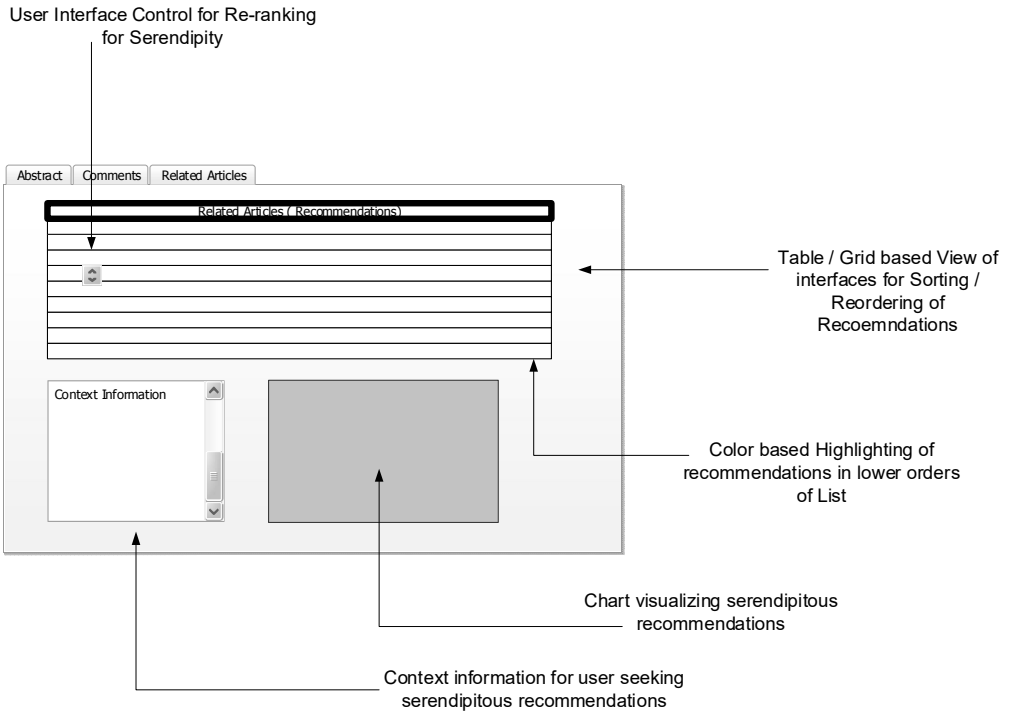 User Interface Control for Re-ranking
for Serendipity
Abstract
Comments
Related Articles
Related Articles ( Recommendations)
Table / Grid based View of
interfaces for Sorting /
Reordering of
Recoemndations
Context Information
Color based Highlighting of
recommendations in lower orders
of List
Chart visualizing serendipitous
recommendations
Context information for user seeking
serendipitous recommendations